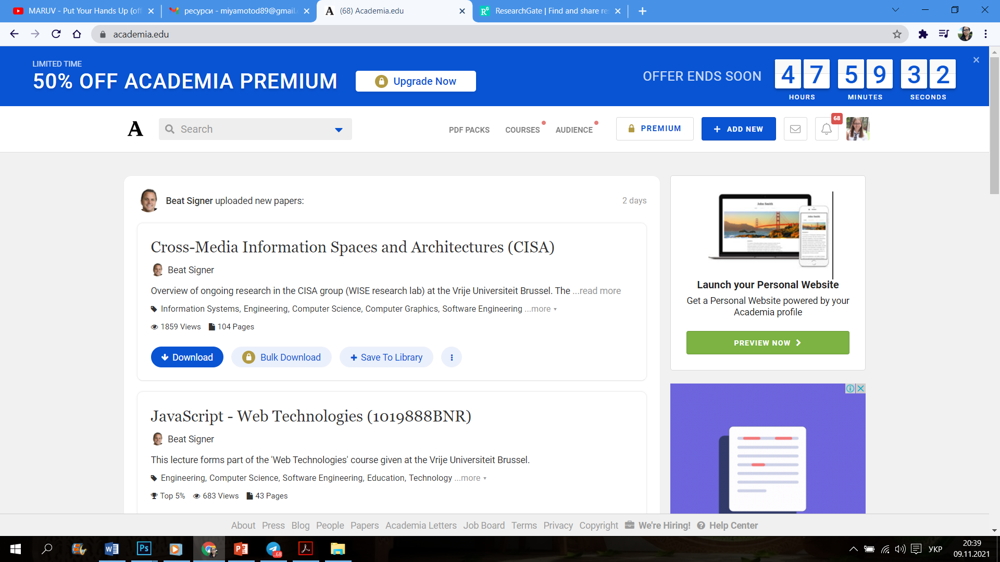 MARUV - Put Your Hands Up (of
ресурси - miyamotod89@gmail.
(68) Academia.edu
ResearchGate | Find and share re
academia.edu
LIMITED TIME
50% OFF ACADEMIA PREMIUM
Upgrade Now
OFFER ENDS SOON
47 59 32
HOURS MINUTES SECONDS
A
Search
PDF PACKS
COURSES
AUDIENCE
PREMIUM
+ ADD NEW
68
Beat Signer uploaded new papers:
2 days
Cross-Media Information Spaces and Architectures (CISA)
Beat Signer
Overview of ongoing research in the CISA group (WISE research lab) at the Vrije Universiteit Brussel. The ...read more
Information Systems, Engineering, Computer Science, Computer Graphics, Software Engineering ...more
1859 Views 104 Pages
Download
Bulk Download
+ Save To Library
JavaScript - Web Technologies (1019888BNR)
Beat Signer
This lecture forms part of the 'Web Technologies' course given at the Vrije Universiteit Brussel.
Engineering, Computer Science, Software Engineering, Education, Technology ...more
Top 5% 683 Views 43 Pages
John Smith
Launch your Personal Website
Get a Personal Website powered by your
Academia profile
PREVIEW NOW
About Press Blog People Papers Academia Letters Job Board Terms Privacy Copyright We're Hiring! Help Center
УКР
20:39
09.11.2021